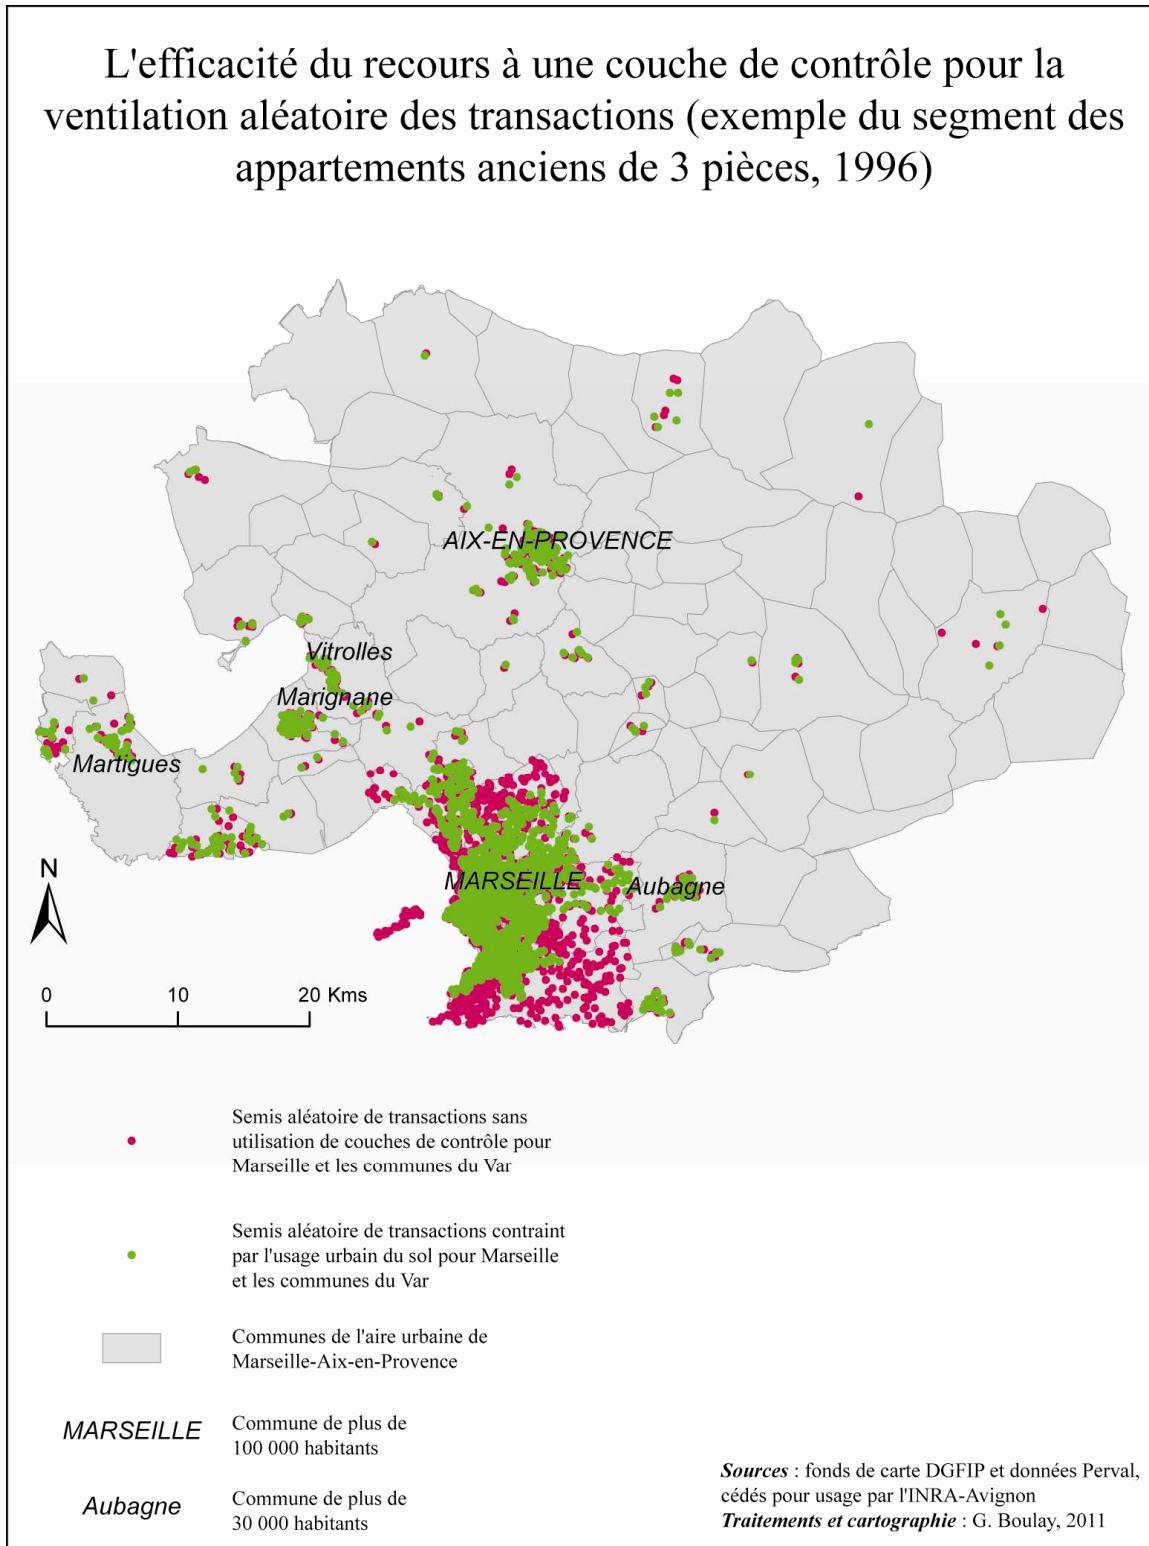 L'efficacité du recours à une couche de contrôle pour la
ventilation aléatoire des transactions (exemple du segment des
appartements anciens de 3 pièces, 1996)
AIX-EN-PROVENCE
Vitrolles
Marignane
Martigues
MARSEILLE
Aubagne
N
0 10 20 Kms
Semis aléatoire de transactions sans
utilisation de couches de contrôle pour
Marseille et les communes du Var
Semis aléatoire de transactions contraint
par l'usage urbain du sol pour Marseille
et les communes du Var
Communes de l'aire urbaine de
Marseille-Aix-en-Provence
MARSEILLE
Commune de plus de
100 000 habitants
Aubagne
Commune de plus de
30 000 habitants
Sources : fonds de carte DGFIP et données Perval,
cédés pour usage par l'INRA-Avignon
Traitements et cartographie : G. Boulay, 2011